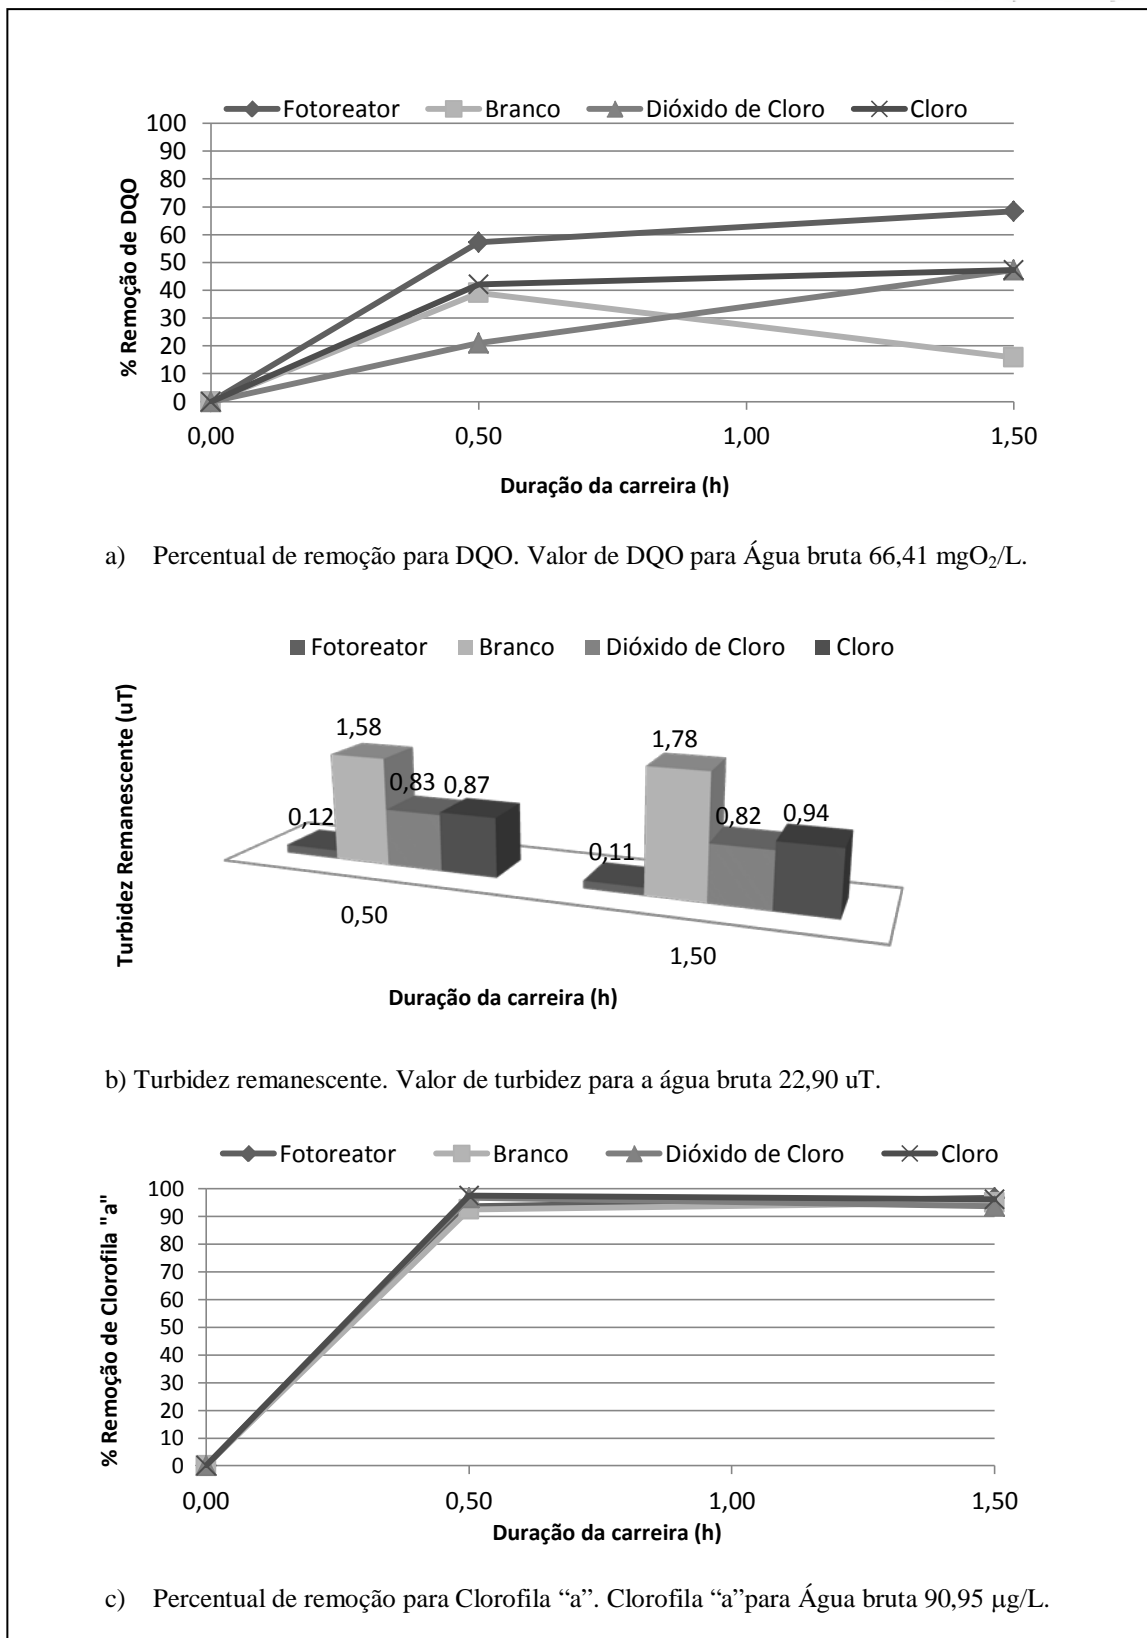 Fotoreator Branco Dióxido de Cloro Cloro
100
90
80
70
60
50
40
30
20
10
0
% Remoção de DQO
0,00 0,50 1,00 1,50
Duração da carreira (h)
a) Percentual de remoção para DQO. Valor de DQO para Água bruta 66,41 mgO₂/L.
Fotoreator Branco Dióxido de Cloro Cloro
Turbidez Remanescente (uT)
0,12 1,58 0,83 0,87
0,11 1,78 0,82 0,94
0,50
1,50
Duração da carreira (h)
b) Turbidez remanescente. Valor de turbidez para a água bruta 22,90 uT.
Fotoreator Branco Dióxido de Cloro Cloro
100
90
80
70
60
50
40
30
20
10
0
% Remoção de Clorofila "a"
0,00 0,50 1,00 1,50
Duração da carreira (h)
c) Percentual de remoção para Clorofila “a”. Clorofila “a”para Água bruta 90,95 µg/L.